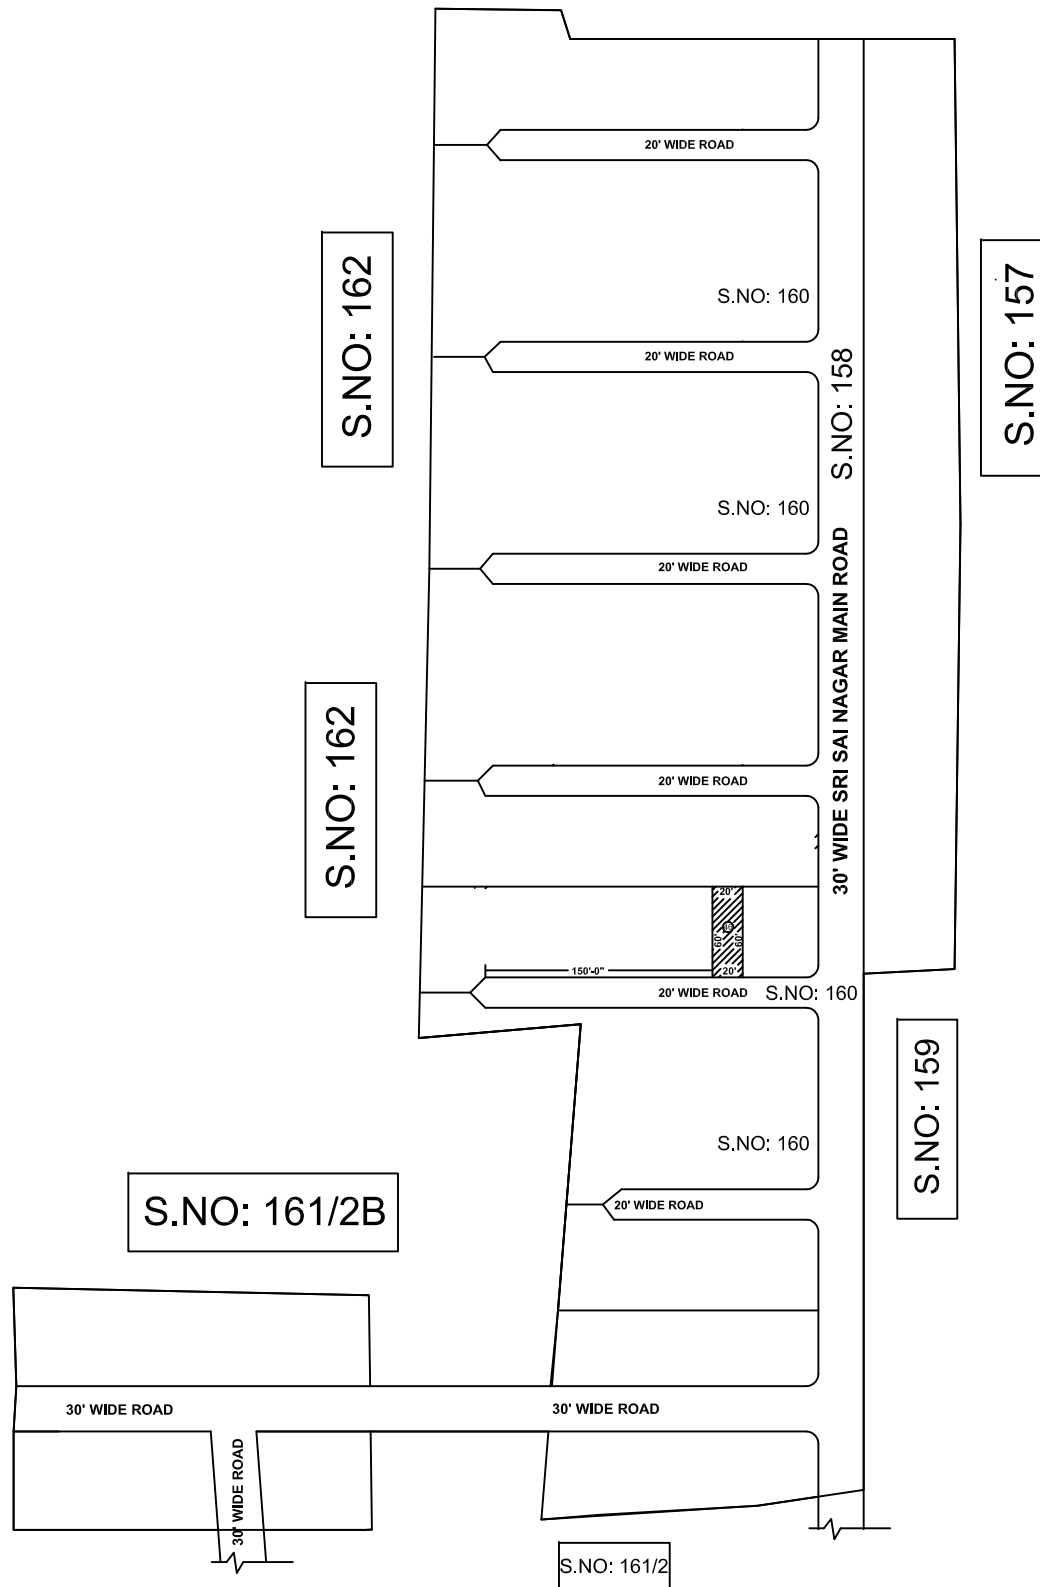 20' WIDE ROAD
S.NO: 162
S.NO: 157
S.NO: 160
20' WIDE ROAD
S.NO: 158
S.NO: 160
20' WIDE ROAD
30' WIDE SRI SAI NAGAR MAIN ROAD
S.NO: 162
20' WIDE ROAD
20'
60'
60'
20'
150'-0"
20' WIDE ROAD
S.NO: 160
S.NO: 159
S.NO: 160
S.NO: 161/2B
20' WIDE ROAD
30' WIDE ROAD
30' WIDE ROAD
30' WIDE ROAD
S.NO: 161/2